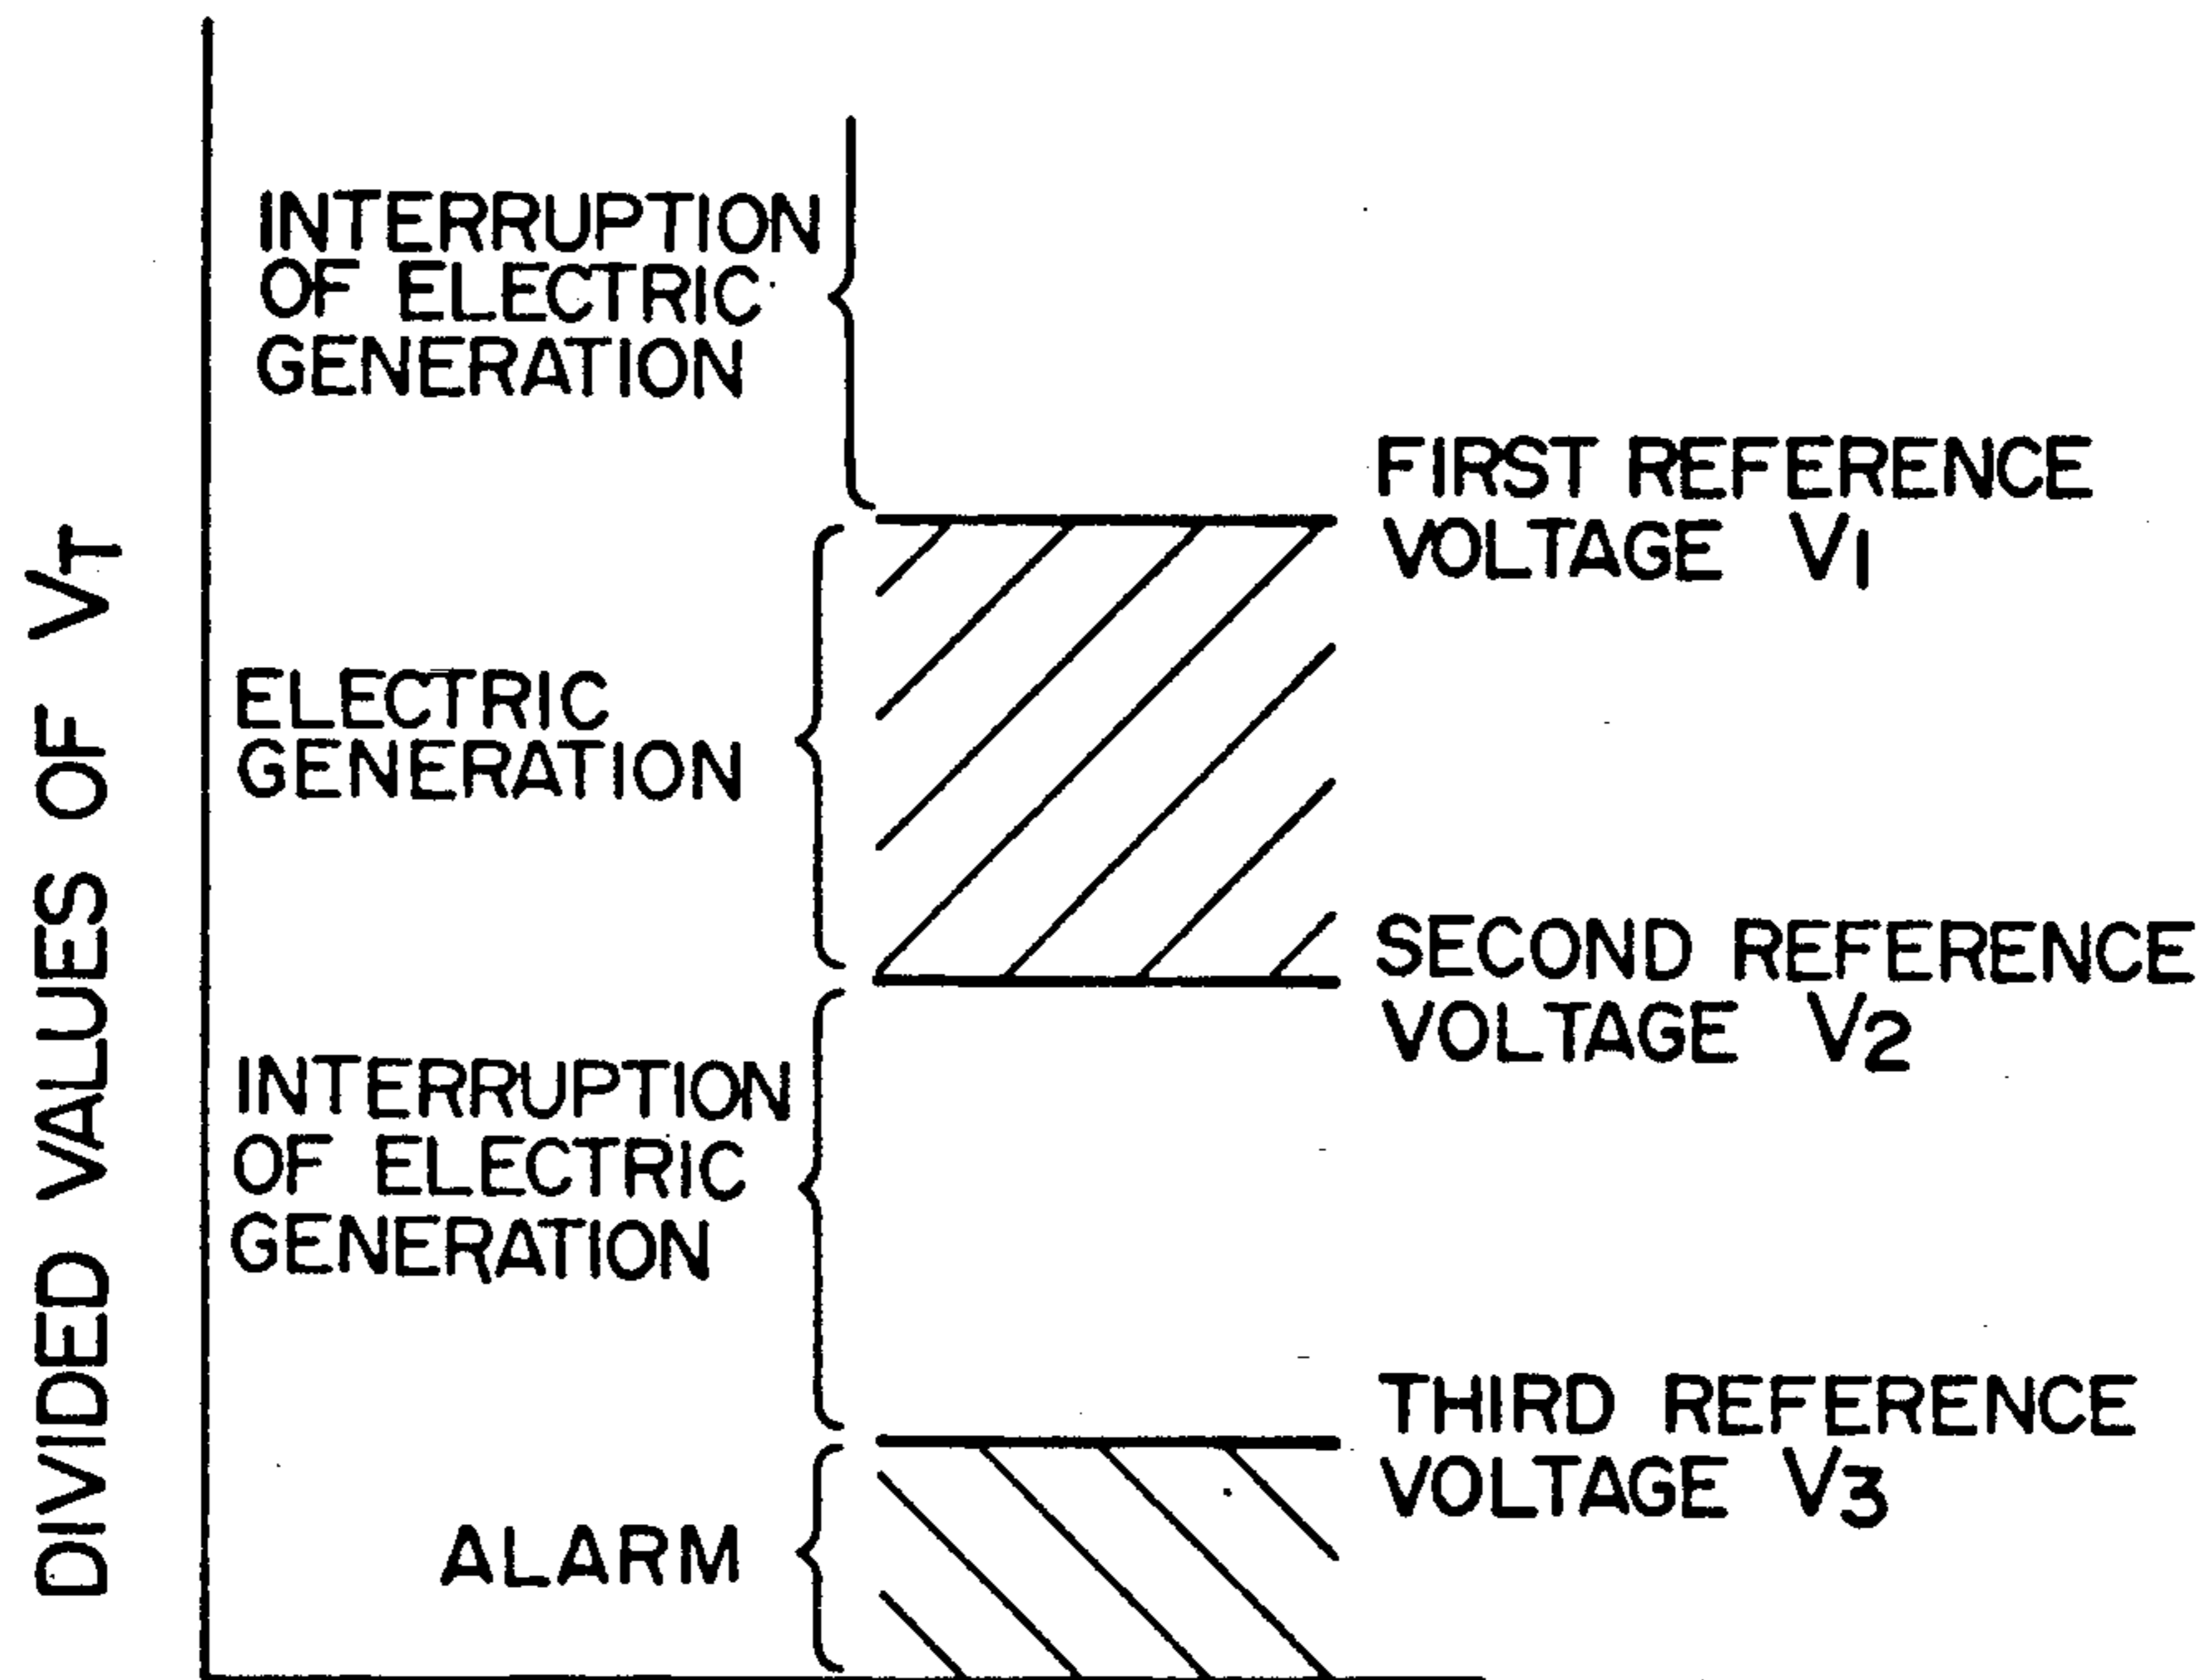 DIVIDED VALUES OF VT
INTERRUPTION
OF ELECTRIC
GENERATION
FIRST REFERENCE
VOLTAGE V1
ELECTRIC
GENERATION
SECOND REFERENCE
VOLTAGE V2
INTERRUPTION
OF ELECTRIC
GENERATION
THIRD REFERENCE
VOLTAGE V3
ALARM